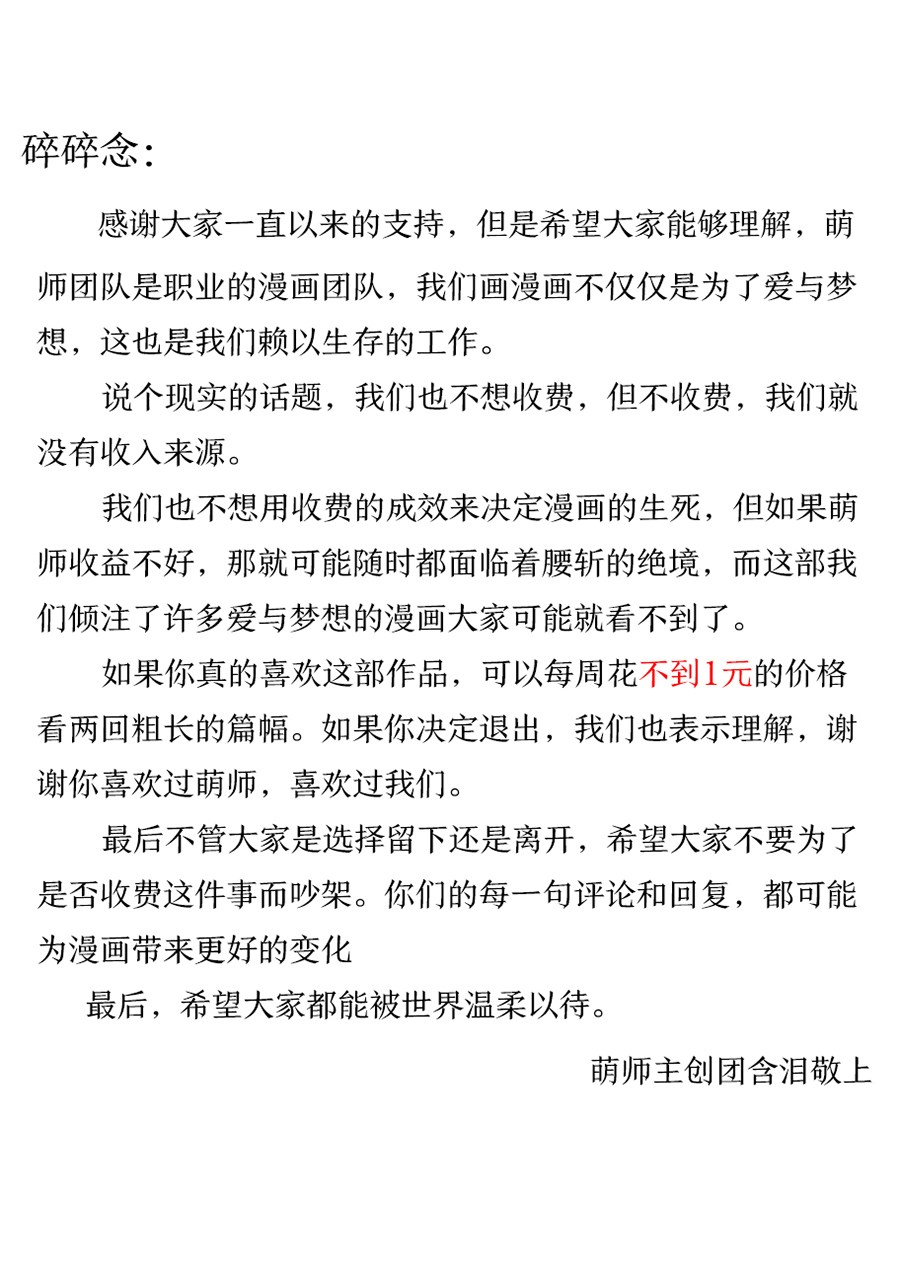 碎碎念：
感谢大家一直以来的支持，但是希望大家能够理解，萌
师团队是职业的漫画团队，我们画漫画不仅仅是为了爱与梦
想，这也是我们赖以生存的工作。
说个现实的话题，我们也不想收费，但不收费，我们就
没有收入来源。
我们也不想用收费的成效来决定漫画的生死，但如果萌
师收益不好，那就可能随时都面临着腰斩的绝境，而这部我
们倾注了许多爱与梦想的漫画大家可能就看不到了。
如果你真的喜欢这部作品，可以每周花不到1元的价格
看两回粗长的篇幅。如果你决定退出，我们也表示理解，谢
谢你喜欢过萌师，喜欢过我们。
最后不管大家是选择留下还是离开，希望大家不要为了
是否收费这件事而吵架。你们的每一句评论和回复，都可能
为漫画带来更好的变化
最后，希望大家都能被世界温柔以待。
萌师主创团含泪敬上